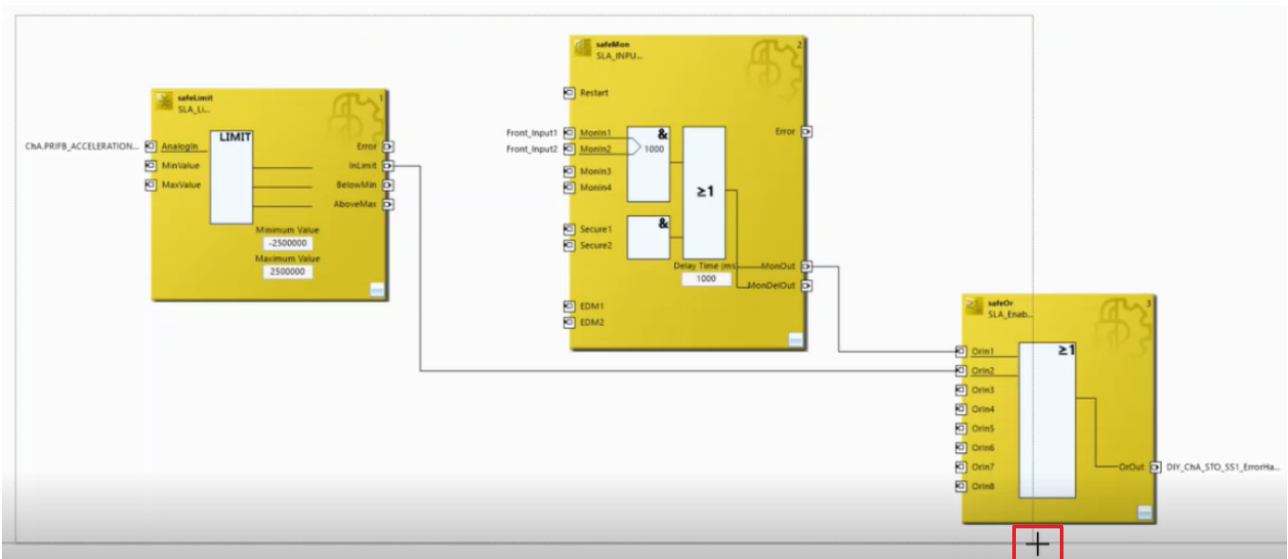 safeLimit
1
SLA_Li...
LIMIT
ChA.PRIFB_ACCELERATION...
AnalogIn
Error
MinValue
InLimit
MaxValue
BelowMin
AboveMax
Minimum Value
-2500000
Maximum Value
2500000
safeMon
2
SLA_INPU...
Restart
Front_Input1
MonIn1
&
Error
Front_Input2
MonIn2
1000
MonIn3
MonIn4
≥1
Secure1
&
Secure2
Delay Time (ms
MonOut
1000
MonDelOut
EDM1
EDM2
safeOr
3
SLA_Enab...
OrIn1
≥1
OrIn2
OrIn3
OrIn4
OrIn5
OrIn6
OrIn7
OrOut
DIY_ChA_STO_SS1_ErrorHa...
OrIn8